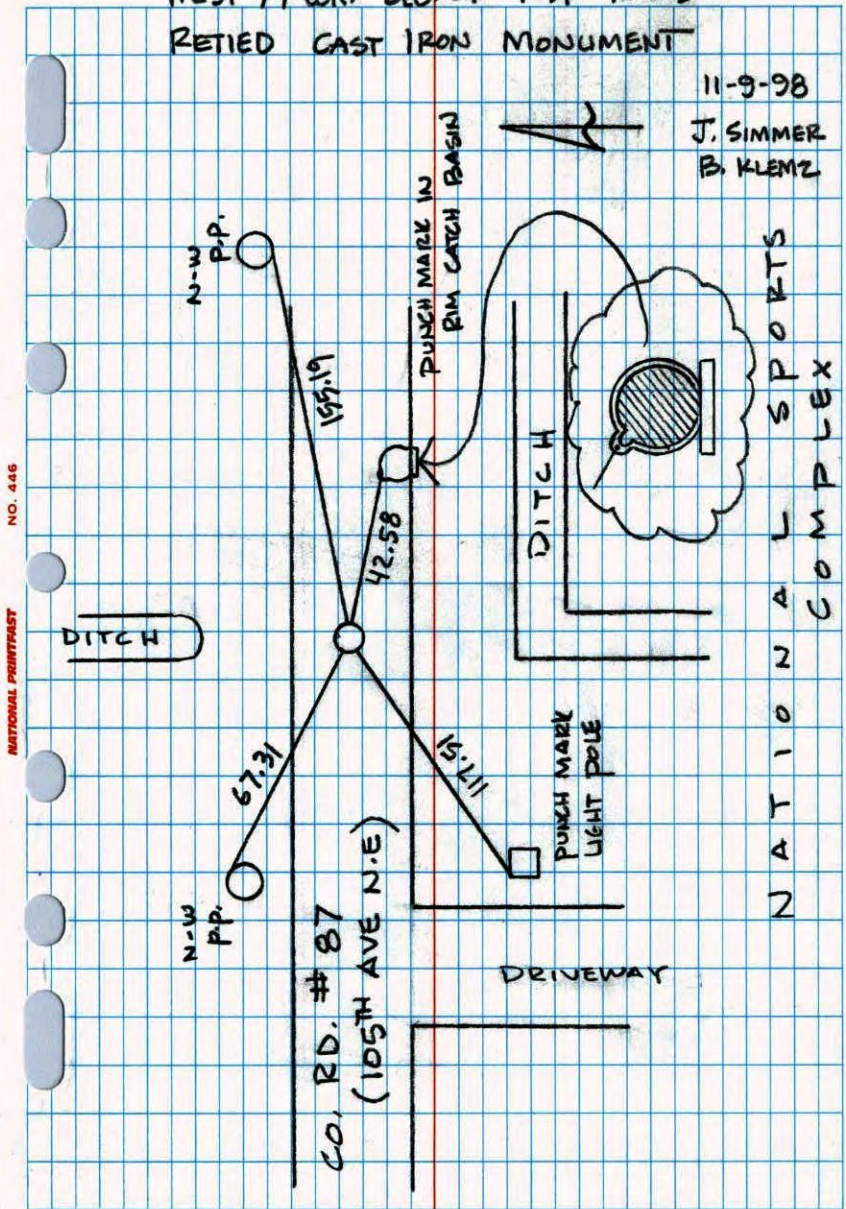 RETIED CAST IRON MONUMENT
11-9-98
J. SIMMER
B. KLEMZ
N-W
P.P.
155.19
PUNCH MARK IN
RIM CATCH BASIN
42.58
DITCH
DITCH
67.31
117.51
N-W
P.P.
PUNCH MARK
LIGHT POLE
CO. RD. # 87
(105TH AVE N.E)
DRIVEWAY
NATIONAL SPORTS
COMPLEX
NATIONAL PRINTFAST
NO. 446